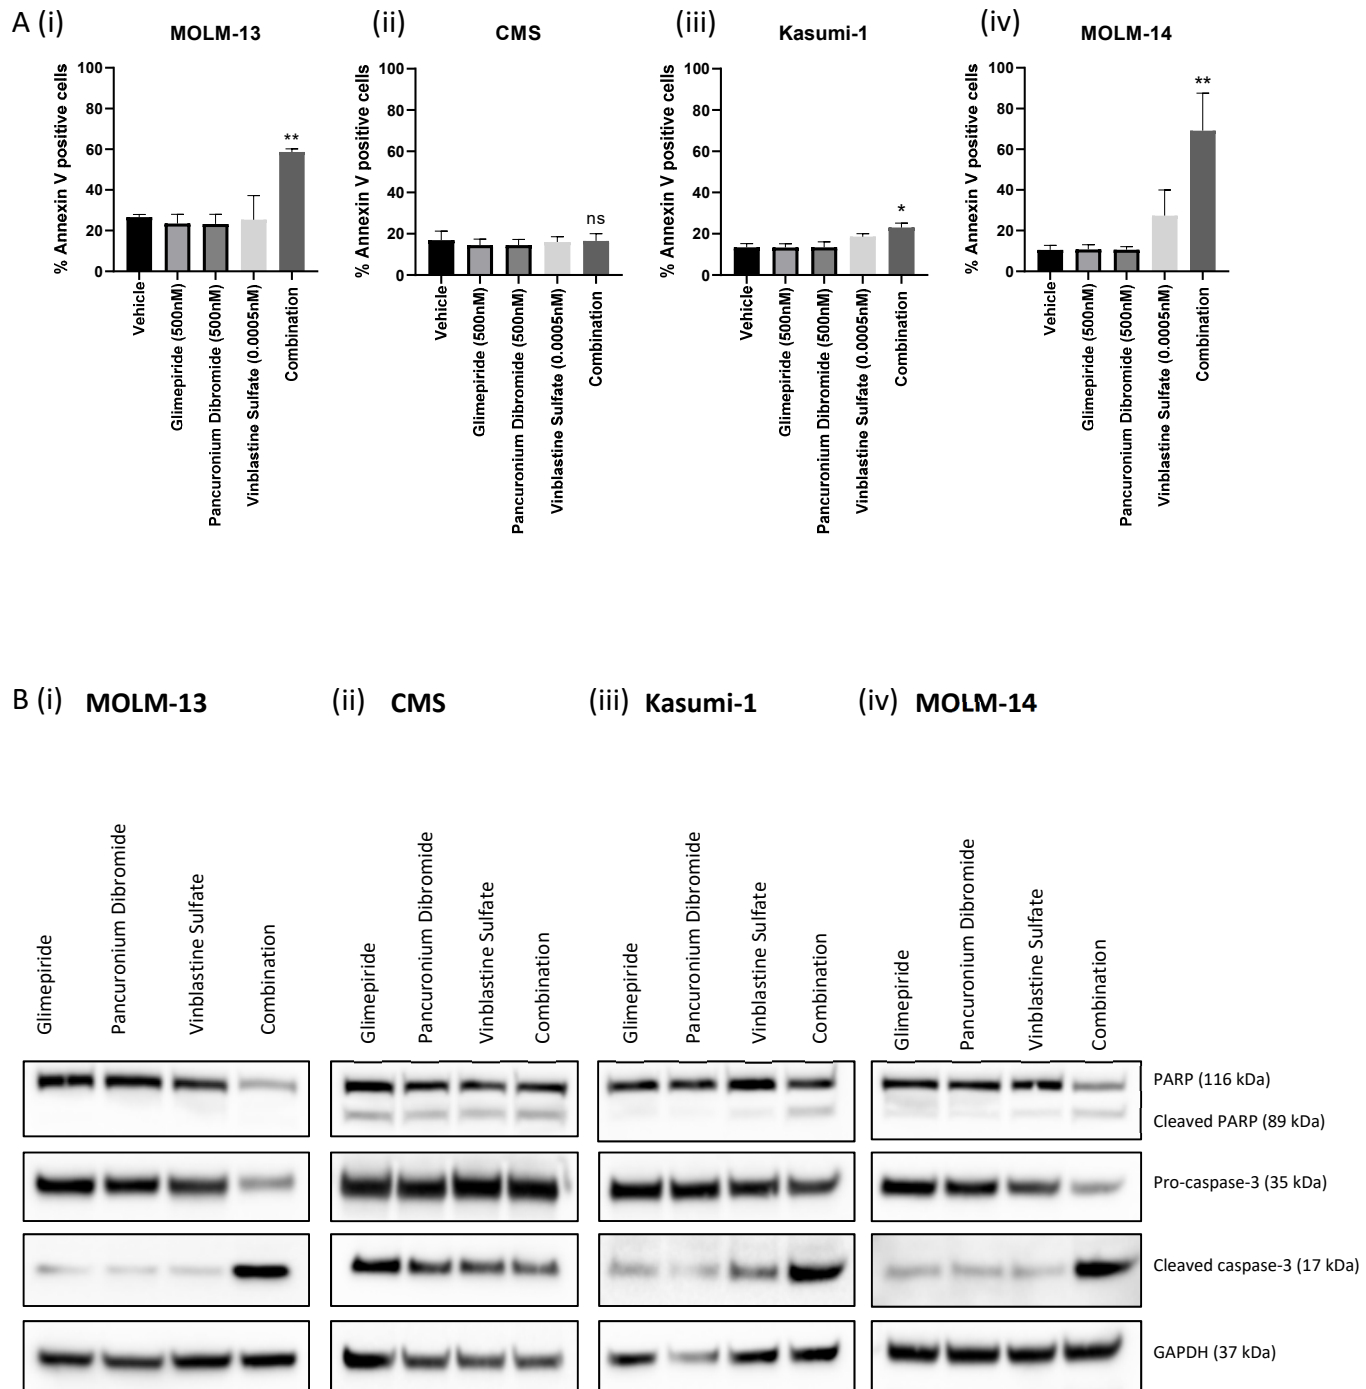 A (i)
MOLM-13
% Annexin V positive cells
100
80
60
40
20
0
**
Vehicle
Glimepiride (500nM)
Pancuronium Dibromide (500nM)
Vinblastine Sulfate (0.0005nM)
Combination
(ii)
CMS
% Annexin V positive cells
100
80
60
40
20
0
ns
Vehicle
Glimepiride (500nM)
Pancuronium Dibromide (500nM)
Vinblastine Sulfate (0.0005nM)
Combination
(iii)
Kasumi-1
% Annexin V positive cells
100
80
60
40
20
0
*
Vehicle
Glimepiride (500nM)
Pancuronium Dibromide (500nM)
Vinblastine Sulfate (0.0005nM)
Combination
(iv)
MOLM-14
% Annexin V positive cells
100
80
60
40
20
0
**
Vehicle
Glimepiride (500nM)
Pancuronium Dibromide (500nM)
Vinblastine Sulfate (0.0005nM)
Combination
B (i) MOLM-13
Glimepiride
Pancuronium Dibromide
Vinblastine Sulfate
Combination
(ii) CMS
Glimepiride
Pancuronium Dibromide
Vinblastine Sulfate
Combination
(iii) Kasumi-1
Glimepiride
Pancuronium Dibromide
Vinblastine Sulfate
Combination
(iv) MOLM-14
Glimepiride
Pancuronium Dibromide
Vinblastine Sulfate
Combination
PARP (116 kDa)
Cleaved PARP (89 kDa)
Pro-caspase-3 (35 kDa)
Cleaved caspase-3 (17 kDa)
GAPDH (37 kDa)